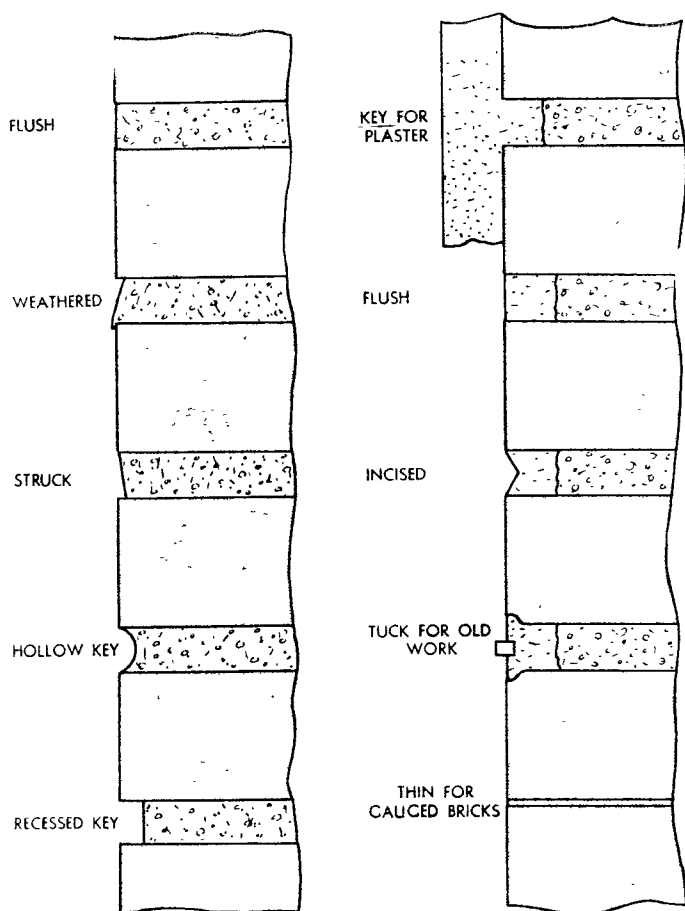 FLUSH
WEATHERED
STRUCK
HOLLOW KEY
RECESSED KEY
KEY FOR
PLASTER
FLUSH
INCISED
TUCK FOR OLD
WORK
THIN FOR
GAUGED BRICKS